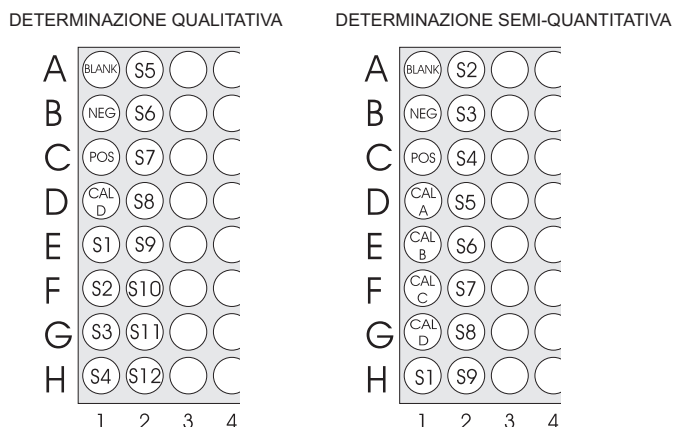 DETERMINAZIONE QUALITATIVA
A BLANK S5
B NEG S6
C POS S7
D CAL D S8
E S1 S9
F S2 S10
G S3 S11
H S4 S12
1 2 3 4
DETERMINAZIONE SEMI-QUANTITATIVA
A BLANK S2
B NEG S3
C POS S4
D CAL A S5
E CAL B S6
F CAL C S7
G CAL D S8
H S1 S9
1 2 3 4